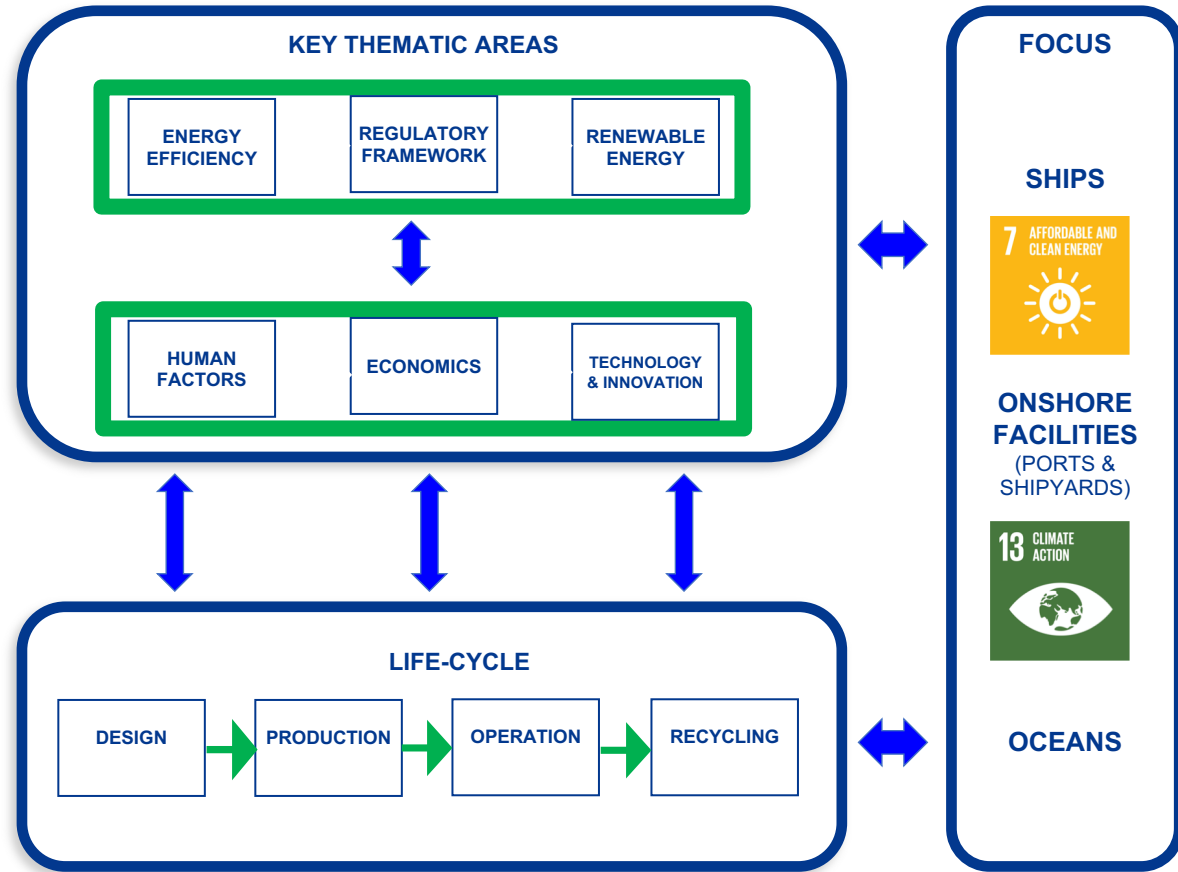 KEY THEMATIC AREAS
ENERGY
EFFICIENCY
REGULATORY
FRAMEWORK
RENEWABLE
ENERGY
HUMAN
FACTORS
ECONOMICS
TECHNOLOGY
& INNOVATION
LIFE-CYCLE
DESIGN
PRODUCTION
OPERATION
RECYCLING
FOCUS
SHIPS
7 AFFORDABLE AND
CLEAN ENERGY
ONSHORE
FACILITIES
(PORTS &
SHIPYARDS)
13 CLIMATE
ACTION
OCEANS